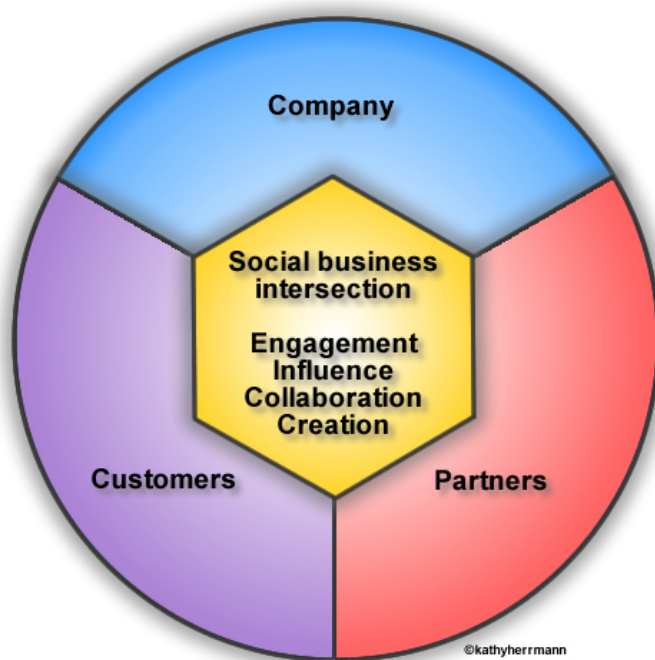 Company
Social business
intersection
Engagement
Influence
Collaboration
Creation
Customers
Partners
©kathyherrmann